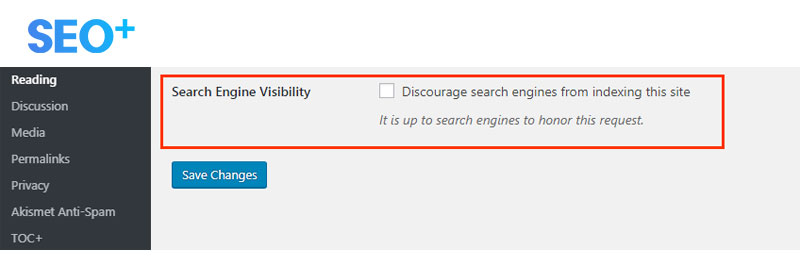 SEO+
Reading
Discussion
Media
Permalinks
Privacy
Akismet Anti-Spam
TOC+
Search Engine Visibility
Discourage search engines from indexing this site
It is up to search engines to honor this request.
Save Changes